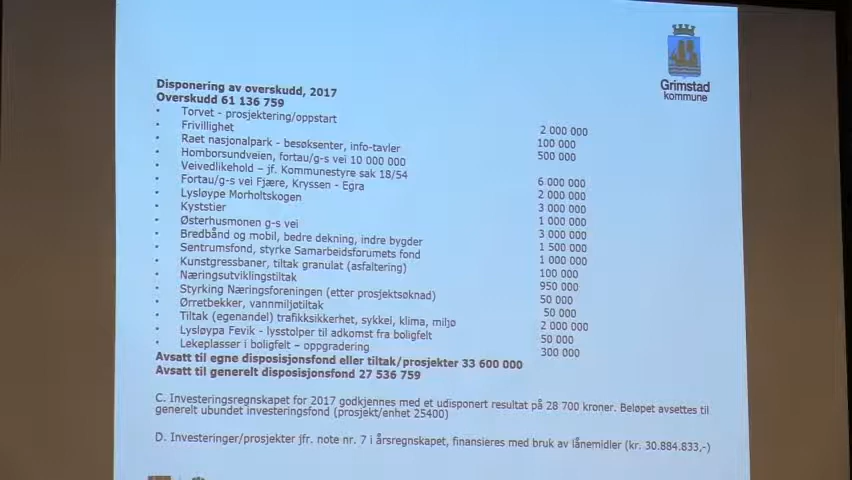 Grimstad
kommune
Disponering av overskudd, 2017
Overskudd 61 136 759
• Torvet - prosjektering/oppstart 2 000 000
• Frivillighet 100 000
• Raet nasjonalpark - besøksenter, info-tavler 500 000
• Homborsundveien, fortau/g-s vei 10 000 000
• Veivedlikehold – jf. Kommunestyre sak 18/54 6 000 000
• Fortau/g-s vei Fjære, Kryssen - Egra 2 000 000
• Lysløype Morholtskogen 3 000 000
• Kyststier 1 000 000
• Østerhusmonen g-s vei 3 000 000
• Bredbånd og mobil, bedre dekning, indre bygder 1 500 000
• Sentrumsfond, styrke Samarbeidsforumets fond 1 000 000
• Kunstgressbaner, tiltak granulat (asfaltering) 100 000
• Næringsutviklingstiltak 950 000
• Styrking Næringsforeningen (etter prosjektsøknad) 50 000
• Ørretbekker, vannmiljøtiltak 50 000
• Tiltak (egenandel) trafikksikkerhet, sykkel, klima, miljø 2 000 000
• Lysløypa Fevik - lysstolper til adkomst fra boligfelt 50 000
• Lekeplasser i boligfelt – oppgradering 300 000
Avsatt til egne disposisjonsfond eller tiltak/prosjekter 33 600 000
Avsatt til generelt disposisjonsfond 27 536 759
C. Investeringsregnskapet for 2017 godkjennes med et udisponert resultat på 28 700 kroner. Beløpet avsettes til
generelt ubundet investeringsfond (prosjekt/enhet 25400)
D. Investeringer/prosjekter jfr. note nr. 7 i årsregnskapet, finansieres med bruk av lånemidler (kr. 30.884.833,-)